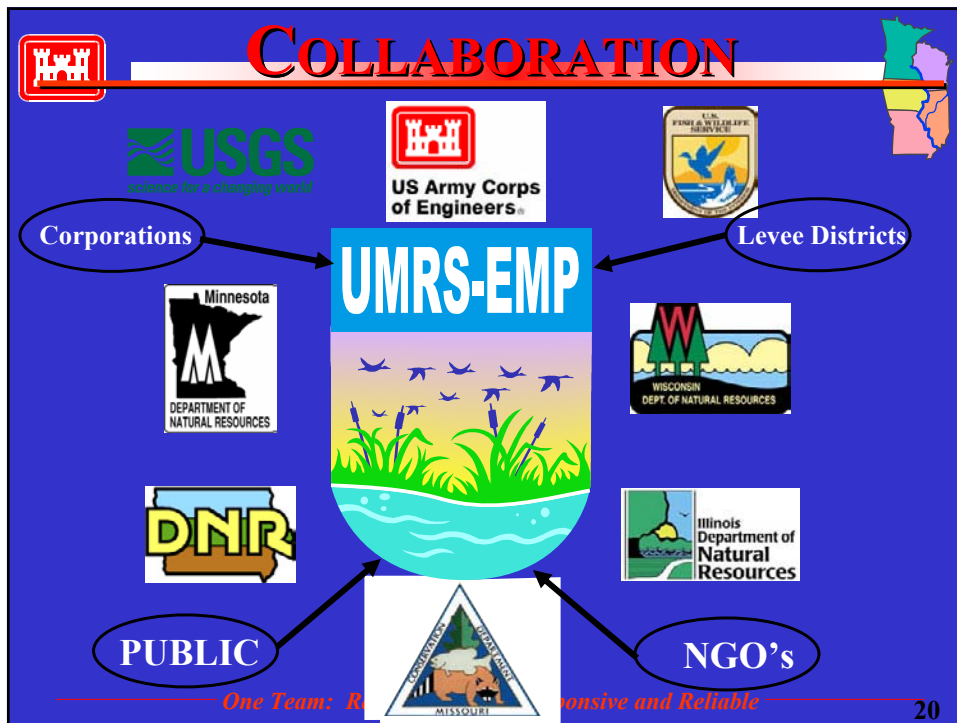 COLLABORATION
USGS
science for a changing world
US Army Corps
of Engineers®
U.S.
FISH & WILDLIFE
SERVICE
Corporations
Levee Districts
UMRS-EMP
Minnesota
M
DEPARTMENT OF
NATURAL RESOURCES
W
WISCONSIN
DEPT. OF NATURAL RESOURCES
DNR
Illinois
Department of
Natural
Resources
PUBLIC
NGO's
CONSERVATION
DEPARTMENT
MISSOURI
One Team: ponsive and Reliable
20